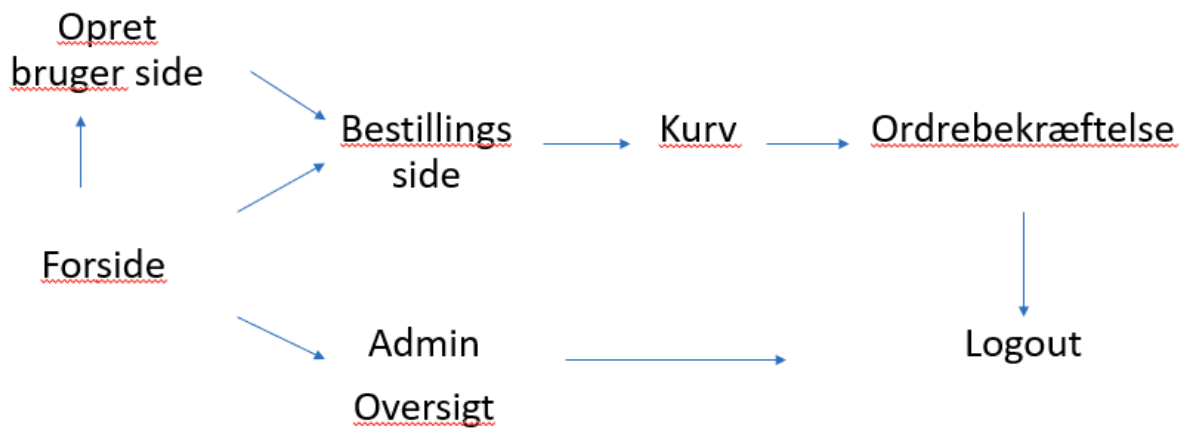 Opret
bruger side
Bestillings
side
Kurv
Ordrebekræftelse
Forside
Admin
Oversigt
Logout